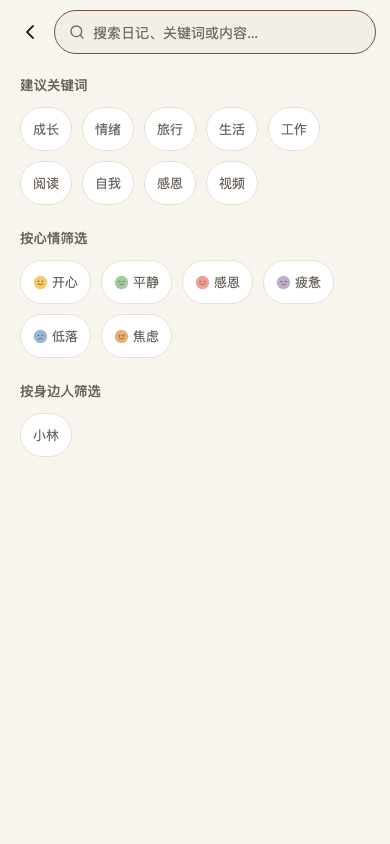 搜索日记、关键词或内容...
建议关键词
成长 情绪 旅行 生活 工作
阅读 自我 感恩 视频
按心情筛选
开心 平静 感恩 疲惫
低落 焦虑
按身边人筛选
小林